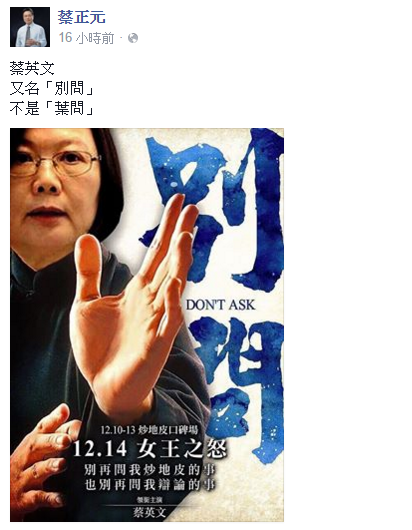 蔡正元
16 小時前 ·
蔡英文
又名「別問」
不是「葉問」
別問
DON'T ASK
12.10-13 炒地皮口碑場
12.14 女王之怒
別再問我炒地皮的事
也別再問我辯論的事
領銜主演
蔡英文